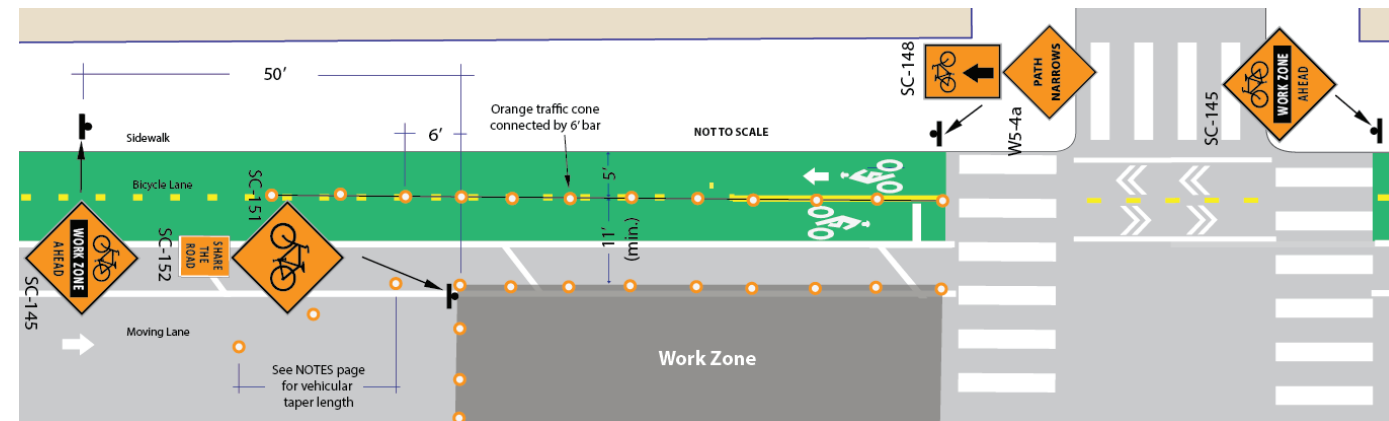 50’
6’
Orange traffic cone
connected by 6’ bar
NOT TO SCALE
Sidewalk
Bicycle Lane
SC-151
5’
11’
(min.)
SC-148
PATH
NARROWS
W5-4a
WORK ZONE
AHEAD
SC-145
WORK ZONE
AHEAD
SC-145
SHARE
THE
ROAD
SC-152
Moving Lane
See NOTES page
for vehicular
taper length
Work Zone